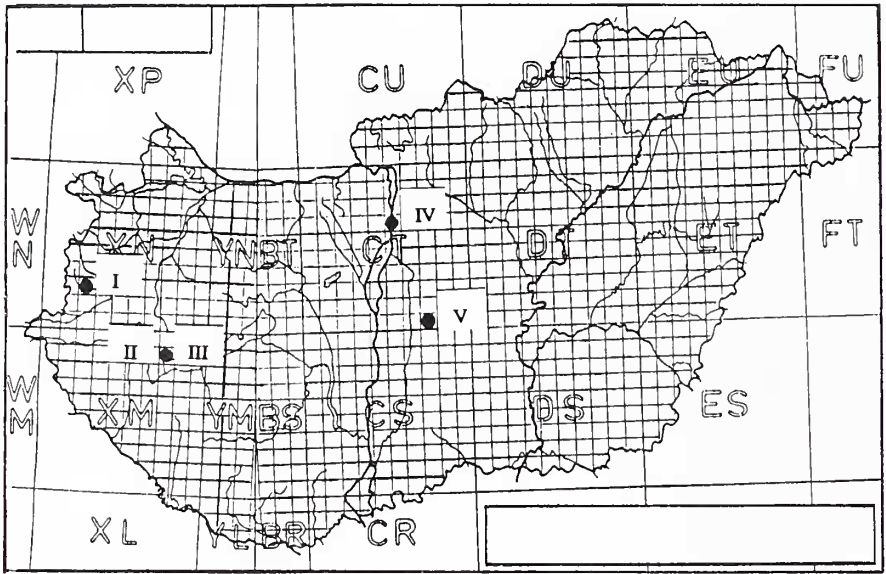 XP CU DU EU FU
IV
WN XN YNBT CT DT ET FT
I
V
II III
WM XM YMBS CS DS ES
XL YLBR CR